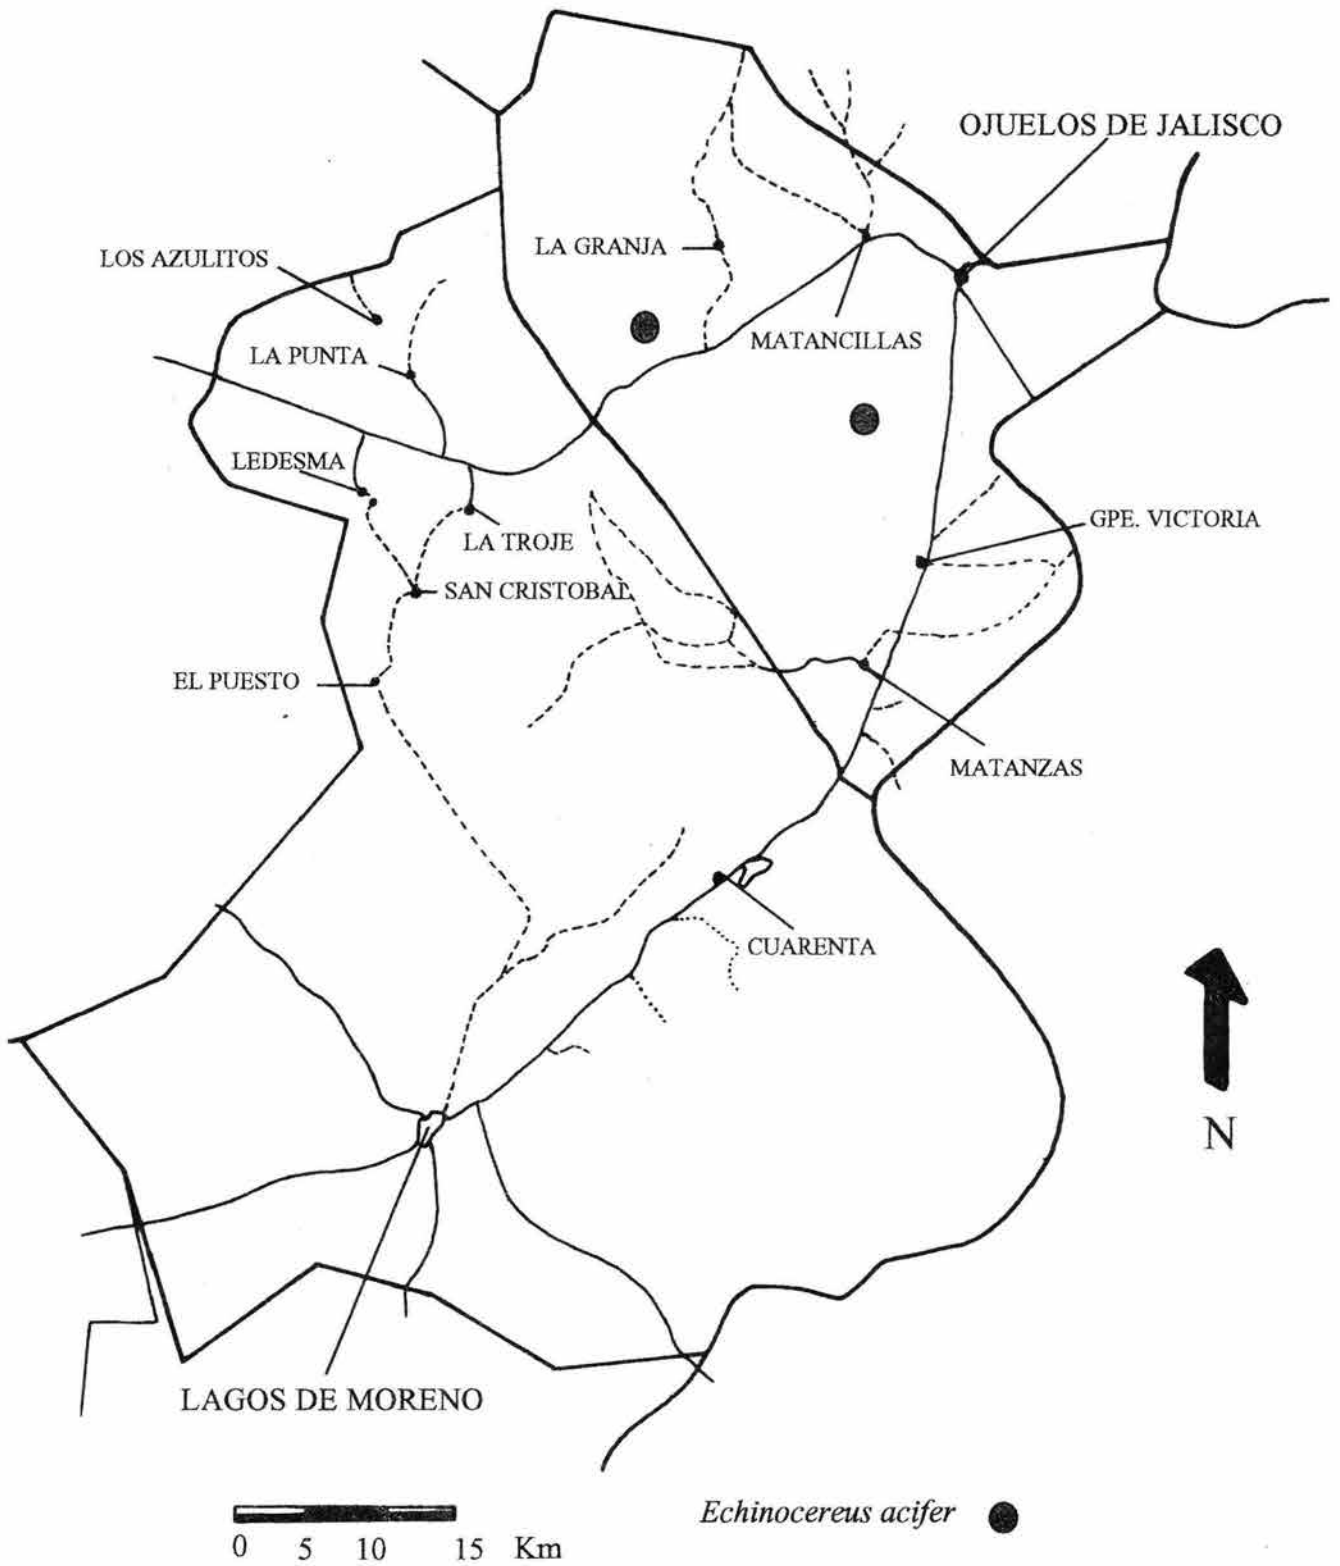 OJUELOS DE JALISCO
LA GRANJA
LOS AZULITOS
MATANCILLAS
LA PUNTA
LEDESMA
GPE. VICTORIA
LA TROJE
SAN CRISTOBAL
EL PUESTO
MATANZAS
CUARENTA
N
LAGOS DE MORENO
Echinocereus acifer
0 5 10 15 Km